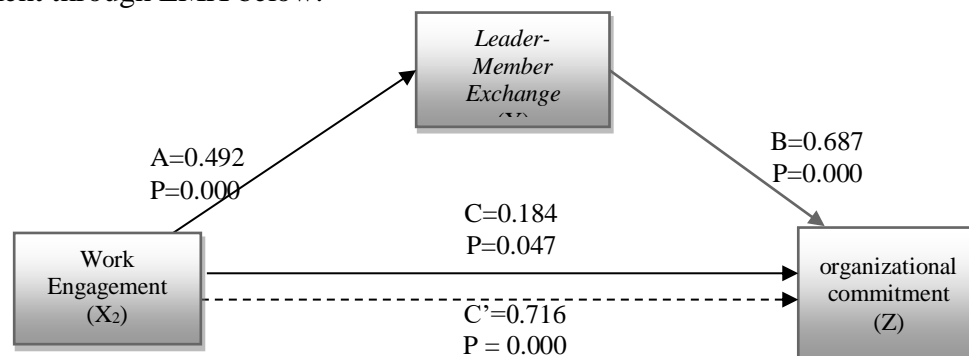 Leader-
Member
Exchange
A=0.492
P=0.000
B=0.687
P=0.000
C=0.184
P=0.047
Work
Engagement
(X₂)
organizational
commitment
(Z)
C’=0.716
P = 0.000